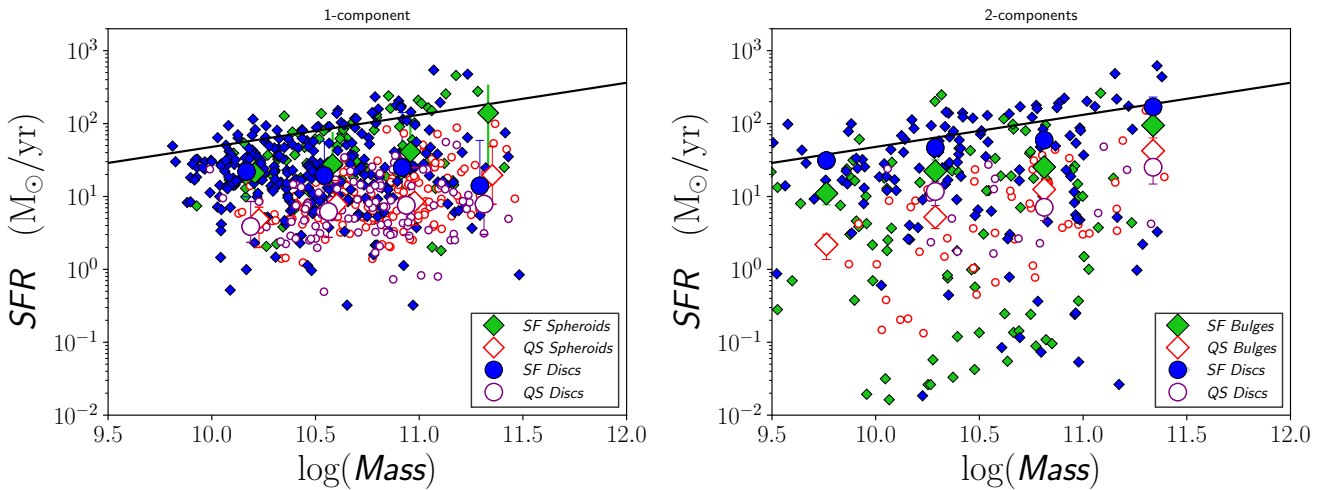 1-component
SFR (M⊙/yr)
10³
10²
10¹
10⁰
10⁻¹
10⁻²
9.5 10.0 10.5 11.0 11.5 12.0
log(Mass)
SF Spheroids
QS Spheroids
SF Discs
QS Discs
2-components
SFR (M⊙/yr)
10³
10²
10¹
10⁰
10⁻¹
10⁻²
9.5 10.0 10.5 11.0 11.5 12.0
log(Mass)
SF Bulges
QS Bulges
SF Discs
QS Discs